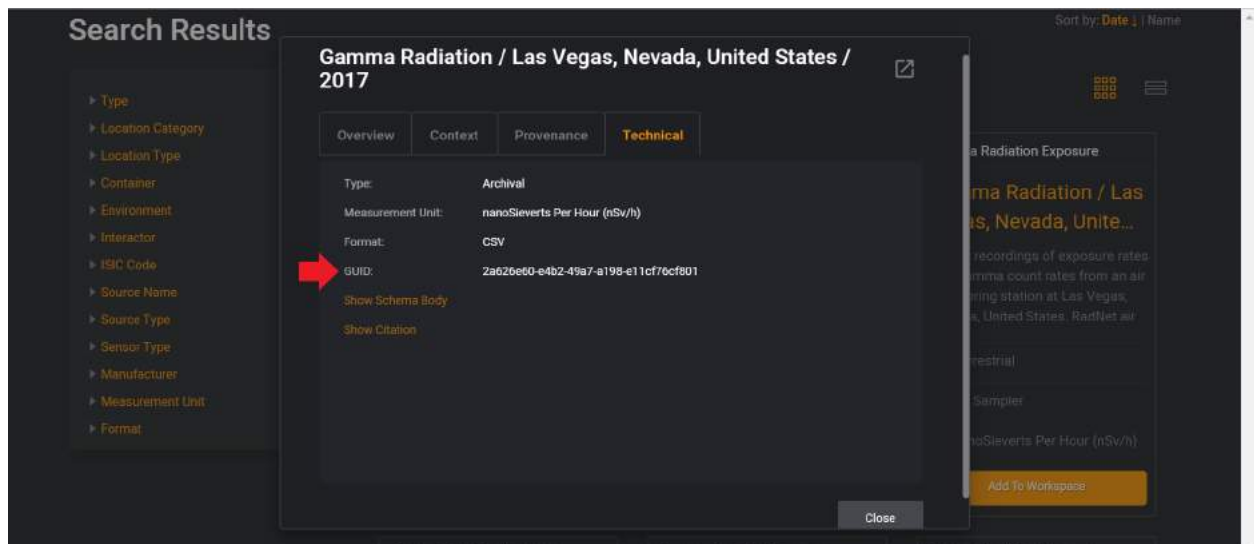 Search Results
Sort by: Date ↓ | Name
Type
Location Category
Location Type
Container
Environment
Interactor
ISIC Code
Source Name
Source Type
Sensor Type
Manufacturer
Measurement Unit
Format
Gamma Radiation / Las Vegas, Nevada, United States /
2017
Overview Context Provenance Technical
Type: Archival
Measurement Unit: nanoSieverts Per Hour (nSv/h)
Format: CSV
GUID: 2a626e60-e4b2-49a7-a198-e11cf76cf801
Show Schema Body
Show Citation
Close
a Radiation Exposure
ma Radiation / Las
as, Nevada, Unite...
recordings of exposure rates
amma count rates from an air
oring station at Las Vegas,
a, United States. RadNet air
rrestrial
Sampler
noSieverts Per Hour (nSv/h)
Add To Workspace